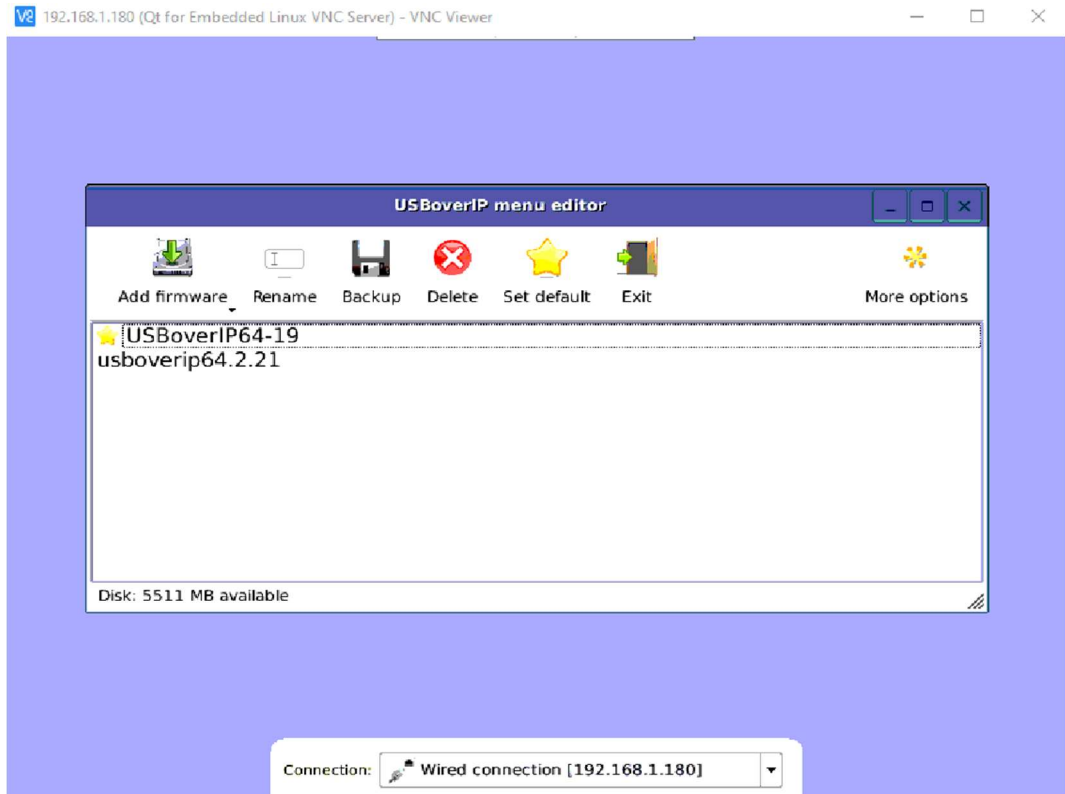 192.168.1.180 (Qt for Embedded Linux VNC Server) - VNC Viewer
USBoverIP menu editor
Add firmware Rename Backup Delete Set default Exit More options
USBoverIP64-19
usboverip64.2.21
Disk: 5511 MB available
Connection: Wired connection [192.168.1.180]